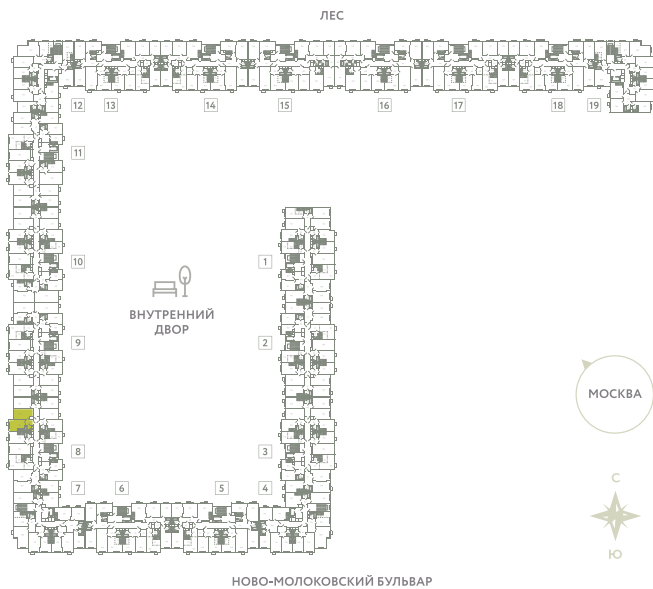 ЛЕС
12 13 14 15 16 17 18 19
11
10 1
ВНУТРЕННИЙ
ДВОР
9 2
МОСКВА
8 3
7 6 5 4
С
Ю
НОВО-МОЛОКОВСКИЙ БУЛЬВАР